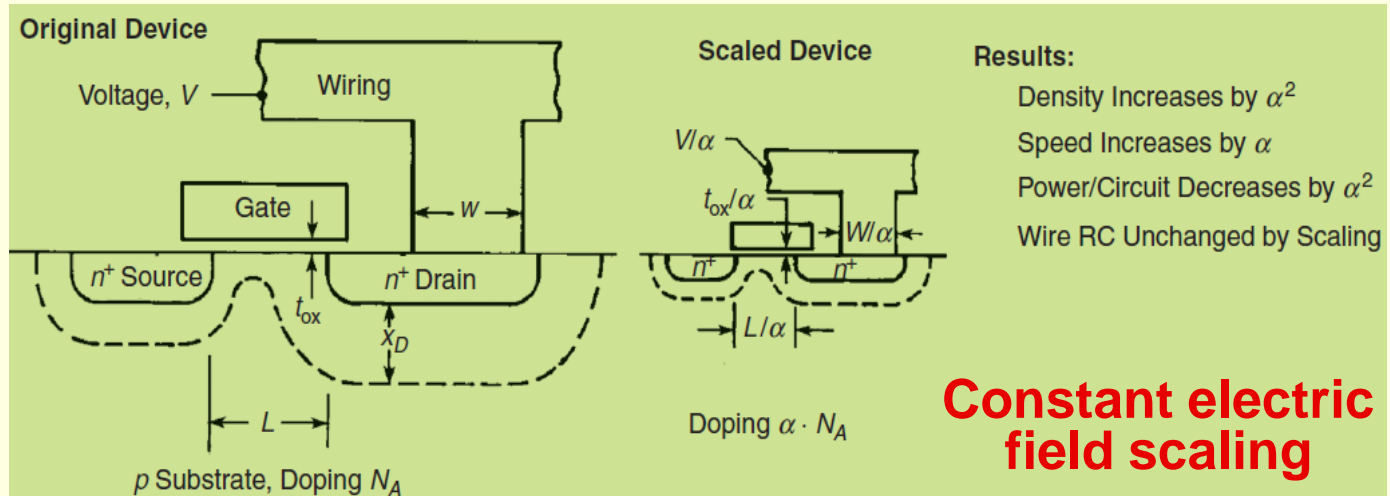 Original Device
Voltage, V
Wiring
Gate
w
n⁺ Source
n⁺ Drain
t_ox
x_D
L
p Substrate, Doping N_A
Scaled Device
V/α
t_ox/α
W/α
n⁺
n⁺
L/α
Doping α · N_A
Results:
Density Increases by α²
Speed Increases by α
Power/Circuit Decreases by α²
Wire RC Unchanged by Scaling
Constant electric
field scaling